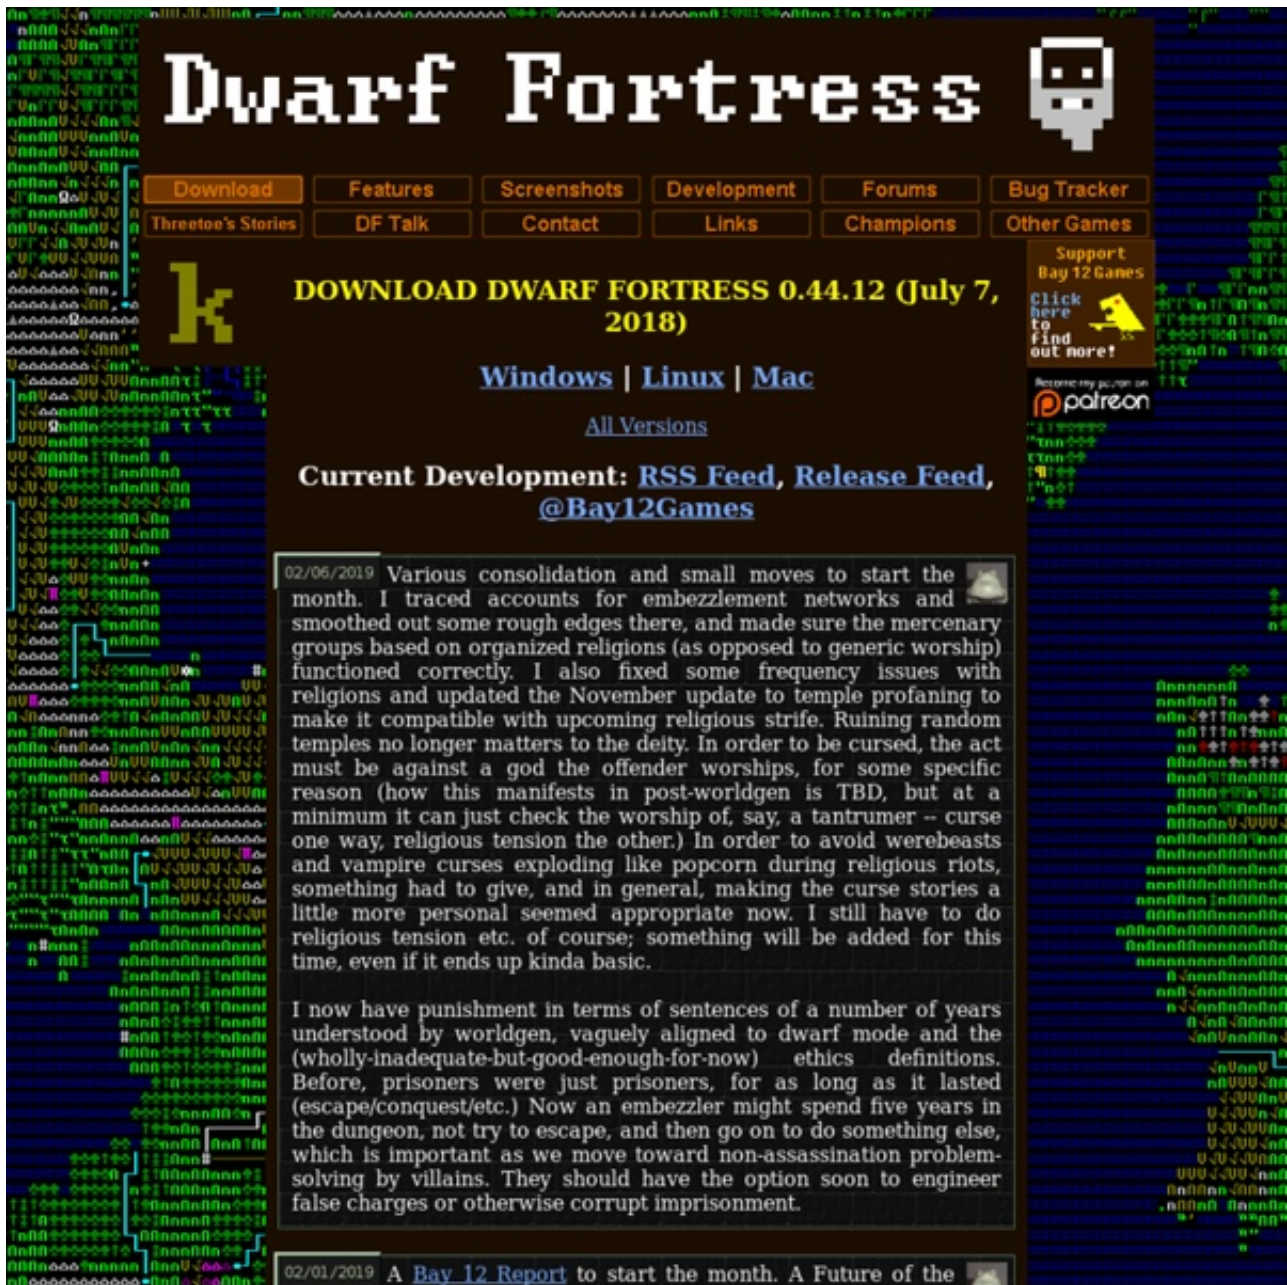 Dwarf Fortress
Download
Features
Screenshots
Development
Forums
Bug Tracker
Threetoe's Stories
DF Talk
Contact
Links
Champions
Other Games
k
DOWNLOAD DWARF FORTRESS 0.44.12 (July 7,
2018)
Windows | Linux | Mac
All Versions
Current Development: RSS Feed, Release Feed,
@Bay12Games
Support
Bay 12 Games
Click
here
to
find
out more!
Become my patron on
patreon
02/06/2019 Various consolidation and small moves to start the
month. I traced accounts for embezzlement networks and
smoothed out some rough edges there, and made sure the mercenary
groups based on organized religions (as opposed to generic worship)
functioned correctly. I also fixed some frequency issues with
religions and updated the November update to temple profaning to
make it compatible with upcoming religious strife. Ruining random
temples no longer matters to the deity. In order to be cursed, the act
must be against a god the offender worships, for some specific
reason (how this manifests in post-worldgen is TBD, but at a
minimum it can just check the worship of, say, a tantrumer -- curse
one way, religious tension the other.) In order to avoid werebeasts
and vampire curses exploding like popcorn during religious riots,
something had to give, and in general, making the curse stories a
little more personal seemed appropriate now. I still have to do
religious tension etc. of course; something will be added for this
time, even if it ends up kinda basic.
I now have punishment in terms of sentences of a number of years
understood by worldgen, vaguely aligned to dwarf mode and the
(wholly-inadequate-but-good-enough-for-now) ethics definitions.
Before, prisoners were just prisoners, for as long as it lasted
(escape/conquest/etc.) Now an embezzler might spend five years in
the dungeon, not try to escape, and then go on to do something else,
which is important as we move toward non-assassination problem-
solving by villains. They should have the option soon to engineer
false charges or otherwise corrupt imprisonment.
02/01/2019 A Bay 12 Report to start the month. A Future of the